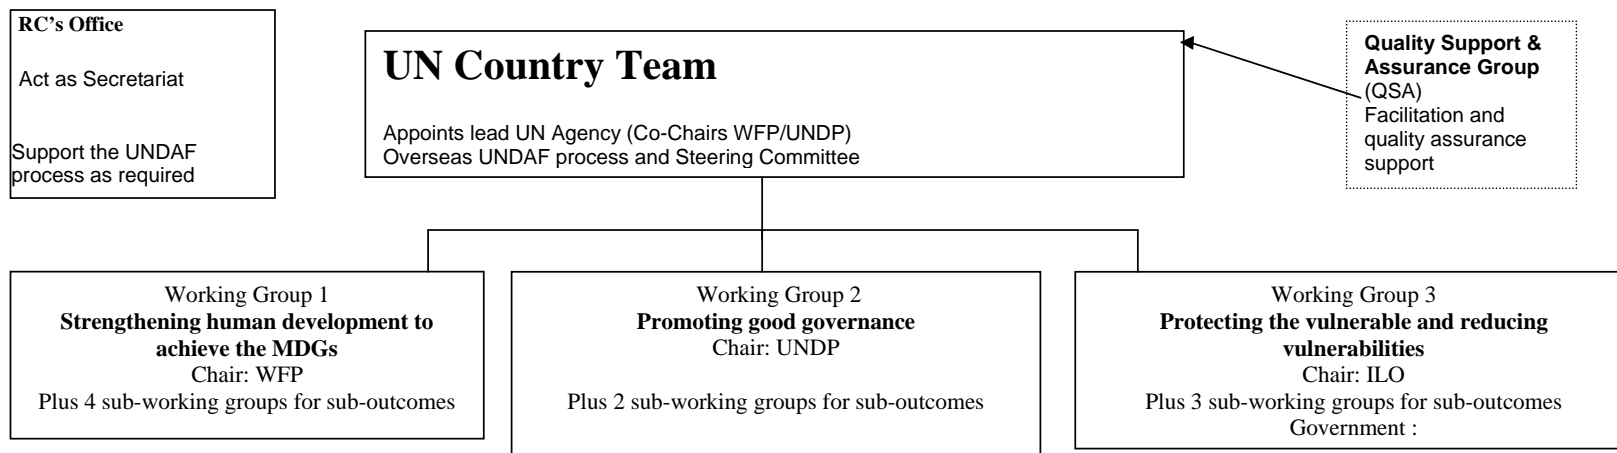 RC's Office
Act as Secretariat
Support the UNDAF
process as required
UN Country Team
Appoints lead UN Agency (Co-Chairs WFP/UNDP)
Overseas UNDAF process and Steering Committee
Quality Support &
Assurance Group
(QSA)
Facilitation and
quality assurance
support
Working Group 1
Strengthening human development to
achieve the MDGs
Chair: WFP
Plus 4 sub-working groups for sub-outcomes
Working Group 2
Promoting good governance
Chair: UNDP
Plus 2 sub-working groups for sub-outcomes
Working Group 3
Protecting the vulnerable and reducing
vulnerabilities
Chair: ILO
Plus 3 sub-working groups for sub-outcomes
Government :